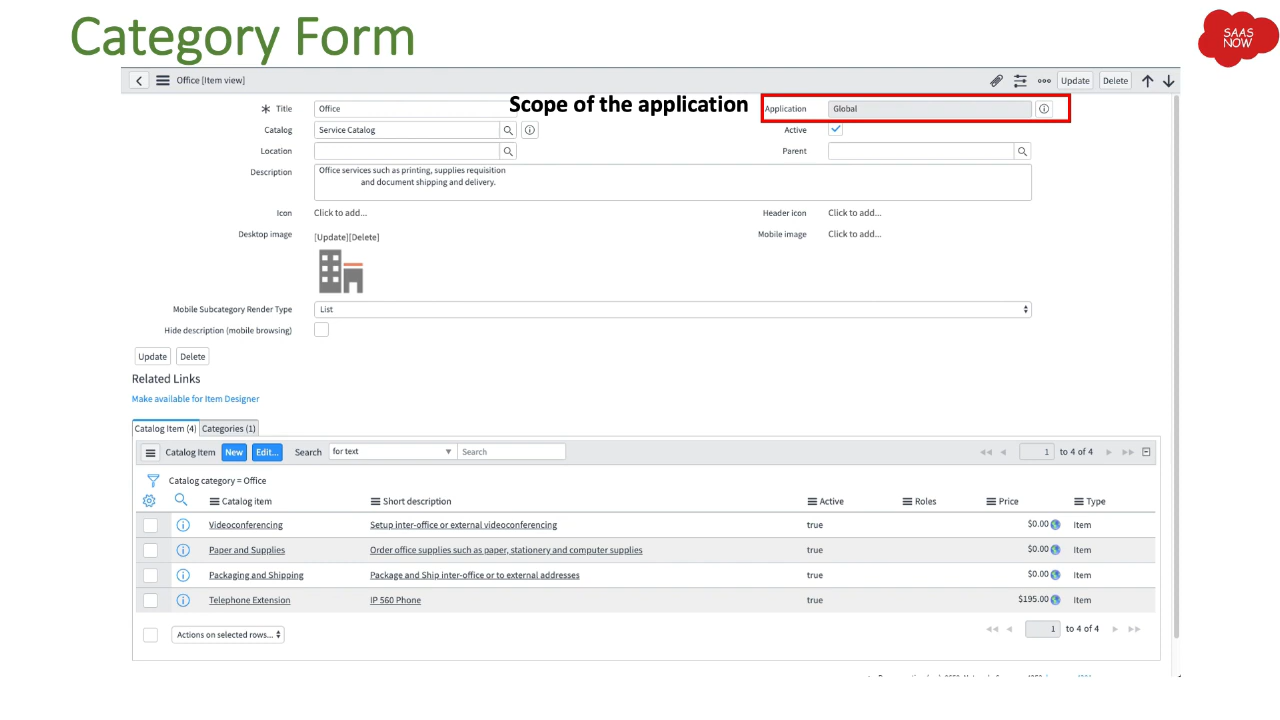 Category Form
SAAS
NOW
Office [Item view]
Update
Delete
Title
Office
Scope of the application
Application
Global
Catalog
Service Catalog
Active
Location
Parent
Description
Office services such as printing, supplies requisition
and document shipping and delivery.
Icon
Click to add...
Header icon
Click to add...
Desktop image
[Update][Delete]
Mobile image
Click to add...
Mobile Subcategory Render Type
List
Hide description (mobile browsing)
Update
Delete
Related Links
Make available for Item Designer
Catalog Item (4)
Categories (1)
Catalog Item
New
Edit...
Search
for text
Search
1
to 4 of 4
Catalog category = Office
Catalog item
Short description
Active
Roles
Price
Type
Videoconferencing
Setup inter-office or external videoconferencing
true
$0.00
Item
Paper and Supplies
Order office supplies such as paper, stationery and computer supplies
true
$0.00
Item
Packaging and Shipping
Package and Ship inter-office or to external addresses
true
$0.00
Item
Telephone Extension
IP 560 Phone
true
$195.00
Item
Actions on selected rows...
1
to 4 of 4